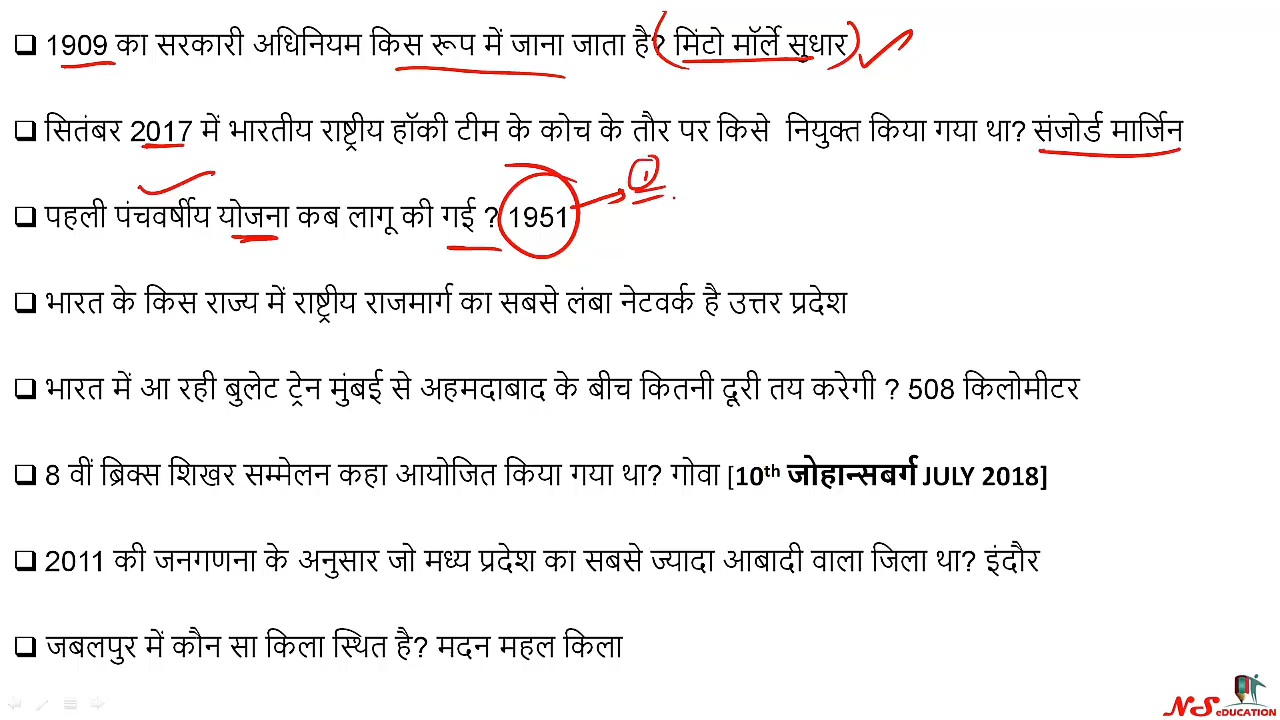 1909 का सरकारी अधिनियम किस रूप में जाना जाता है? मिंटो मॉर्ले सुधार
सितंबर 2017 में भारतीय राष्ट्रीय हॉकी टीम के कोच के तौर पर किसे नियुक्त किया गया था? संजोर्ड मार्जिन
1
पहली पंचवर्षीय योजना कब लागू की गई ? 1951
भारत के किस राज्य में राष्ट्रीय राजमार्ग का सबसे लंबा नेटवर्क है उत्तर प्रदेश
भारत में आ रही बुलेट ट्रेन मुंबई से अहमदाबाद के बीच कितनी दूरी तय करेगी ? 508 किलोमीटर
8 वीं ब्रिक्स शिखर सम्मेलन कहा आयोजित किया गया था? गोवा [10th जोहान्सबर्ग JULY 2018]
2011 की जनगणना के अनुसार जो मध्य प्रदेश का सबसे ज्यादा आबादी वाला जिला था? इंदौर
जबलपुर में कौन सा किला स्थित है? मदन महल किला
NS eDUCATION